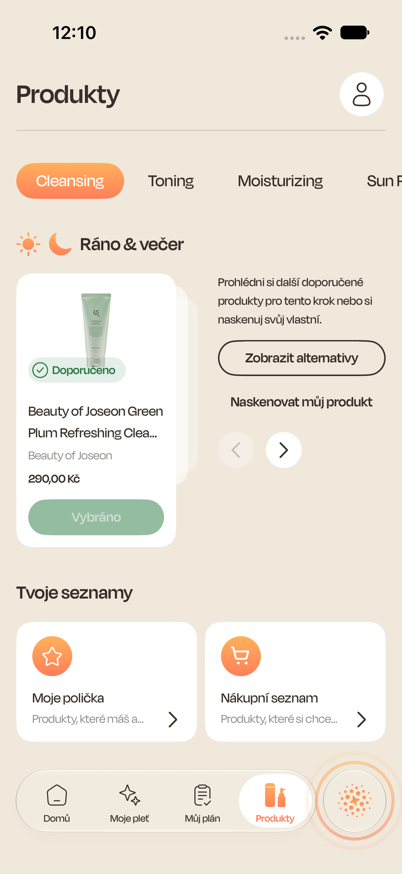 12:10
Produkty
Cleansing
Toning
Moisturizing
Sun
Ráno & večer
Doporučeno
Beauty of Joseon Green
Plum Refreshing Clea...
Beauty of Joseon
290,00 Kč
Vybráno
Prohlédni si další doporučené
produkty pro tento krok nebo si
naskenuj svůj vlastní.
Zobrazit alternativy
Naskenovat můj produkt
Tvoje seznamy
Moje polička
Produkty, které máš a...
Nákupní seznam
Produkty, které si chce...
Domů
Moje pleť
Můj plán
Produkty